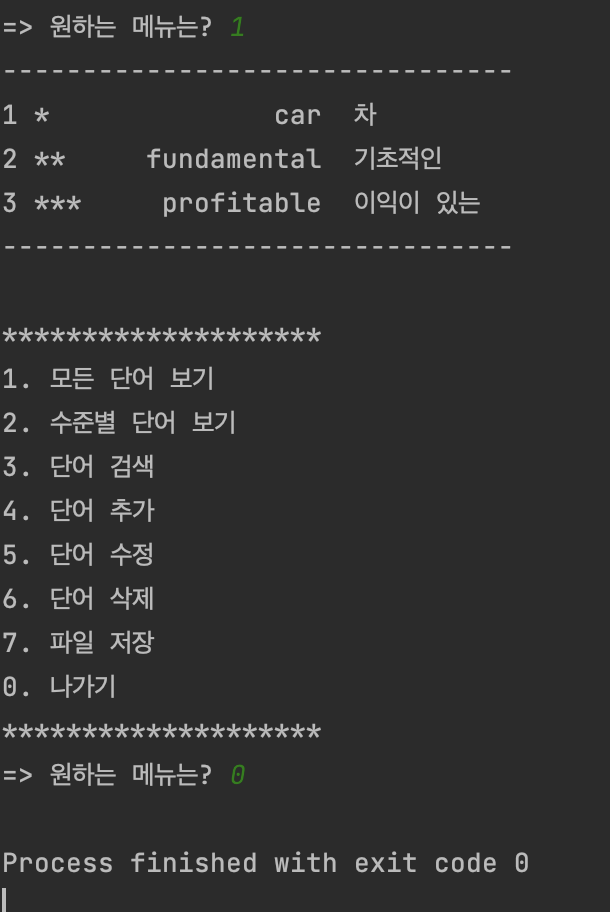 => 원하는 메뉴는? 1
--------------------------------
1 *              car  차
2 **     fundamental  기초적인
3 ***     profitable  이익이 있는
--------------------------------

********************
1. 모든 단어 보기
2. 수준별 단어 보기
3. 단어 검색
4. 단어 추가
5. 단어 수정
6. 단어 삭제
7. 파일 저장
0. 나가기
********************
=> 원하는 메뉴는? 0

Process finished with exit code 0